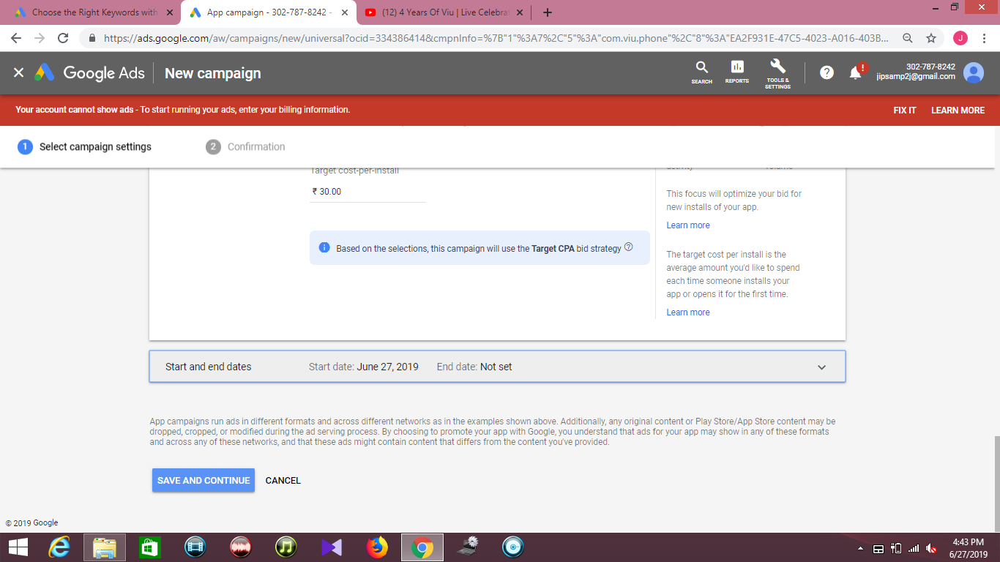 Choose the Right Keywords with
App campaign - 302-787-8242 -
(12) 4 Years Of Viu | Live Celebra
https://ads.google.com/aw/campaigns/new/universal?ocid=334386414&cmpnInfo=%7B"1"%3A7%2C"5"%3A"com.viu.phone"%2C"8"%3A"EA2F931E-47C5-4023-A016-403B...
J
Google Ads
New campaign
SEARCH
REPORTS
TOOLS &
SETTINGS
302-787-8242
jipsamp2j@gmail.com
Your account cannot show ads - To start running your ads, enter your billing information.
FIX IT
LEARN MORE
1 Select campaign settings
2 Confirmation
Target cost-per-install
₹ 30.00
Based on the selections, this campaign will use the Target CPA bid strategy
This focus will optimize your bid for
new installs of your app.
Learn more
The target cost per install is the
average amount you'd like to spend
each time someone installs your
app or opens it for the first time.
Learn more
Start and end dates
Start date: June 27, 2019
End date: Not set
App campaigns run ads in different formats and across different networks as in the examples shown above. Additionally, any original content or Play Store/App Store content may be
dropped, cropped, or modified during the ad serving process. By choosing to promote your app with Google, you understand that ads for your app may show in any of these formats
and across any of these networks, and that these ads might contain content that differs from the content you've provided.
SAVE AND CONTINUE
CANCEL
© 2019 Google
4:43 PM
6/27/2019